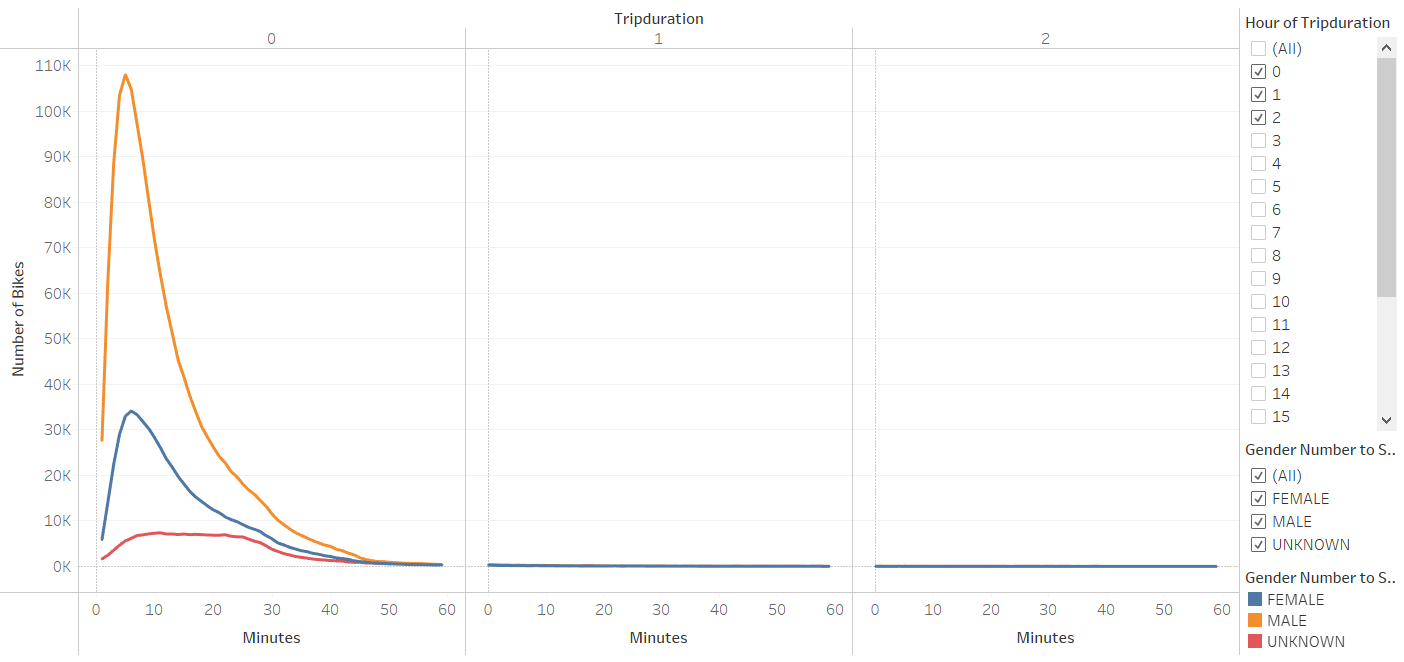 Tripduration
0 1 2
110K
100K
90K
80K
70K
60K
50K
40K
30K
20K
10K
0K
Number of Bikes
0 10 20 30 40 50 60
Minutes
0 10 20 30 40 50 60
Minutes
0 10 20 30 40 50 60
Minutes
Hour of Tripduration
(All)
0
1
2
3
4
5
6
7
8
9
10
11
12
13
14
15
Gender Number to S..
(All)
FEMALE
MALE
UNKNOWN
Gender Number to S..
FEMALE
MALE
UNKNOWN